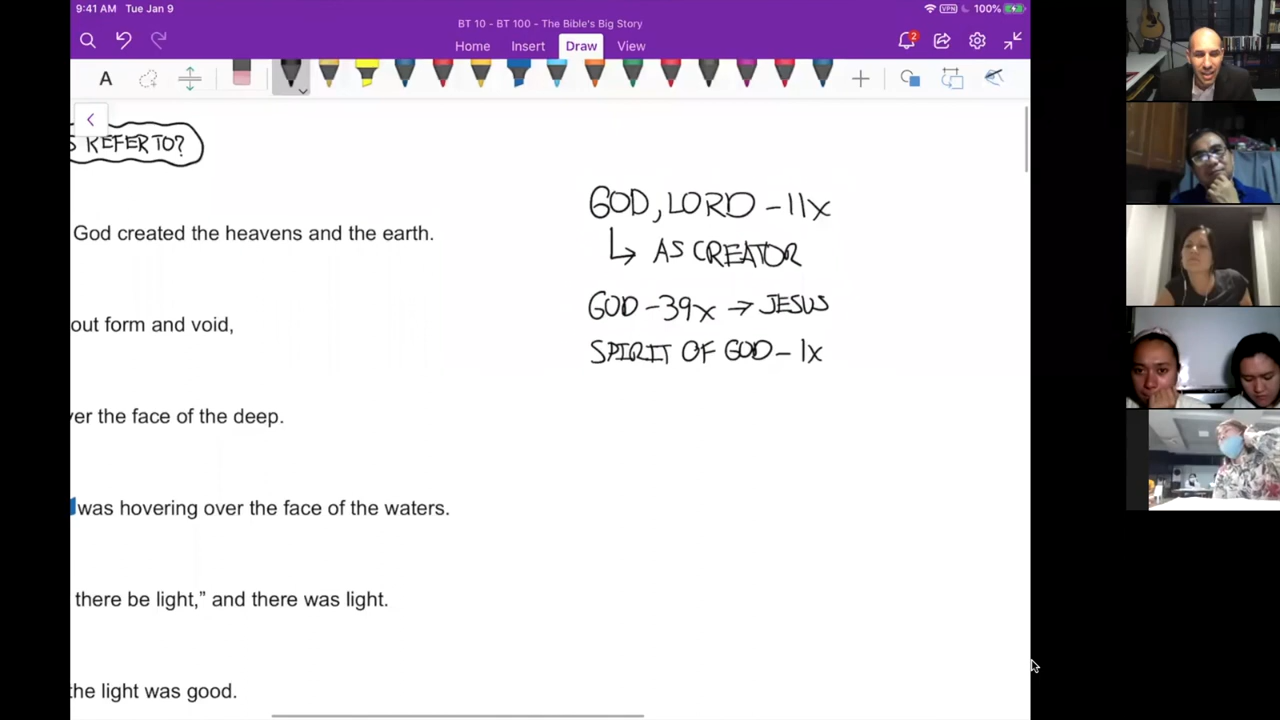 9:41 AM Tue Jan 9
VPN 100%
BT 10 - BT 100 - The Bible's Big Story
Home Insert Draw View
2
A
S REFER TO?
GOD, LORD - 11x
God created the heavens and the earth.
↳ AS CREATOR
GOD - 39x → JESUS
out form and void,
SPIRIT OF GOD - 1x
ver the face of the deep.
was hovering over the face of the waters.
there be light,” and there was light.
the light was good.